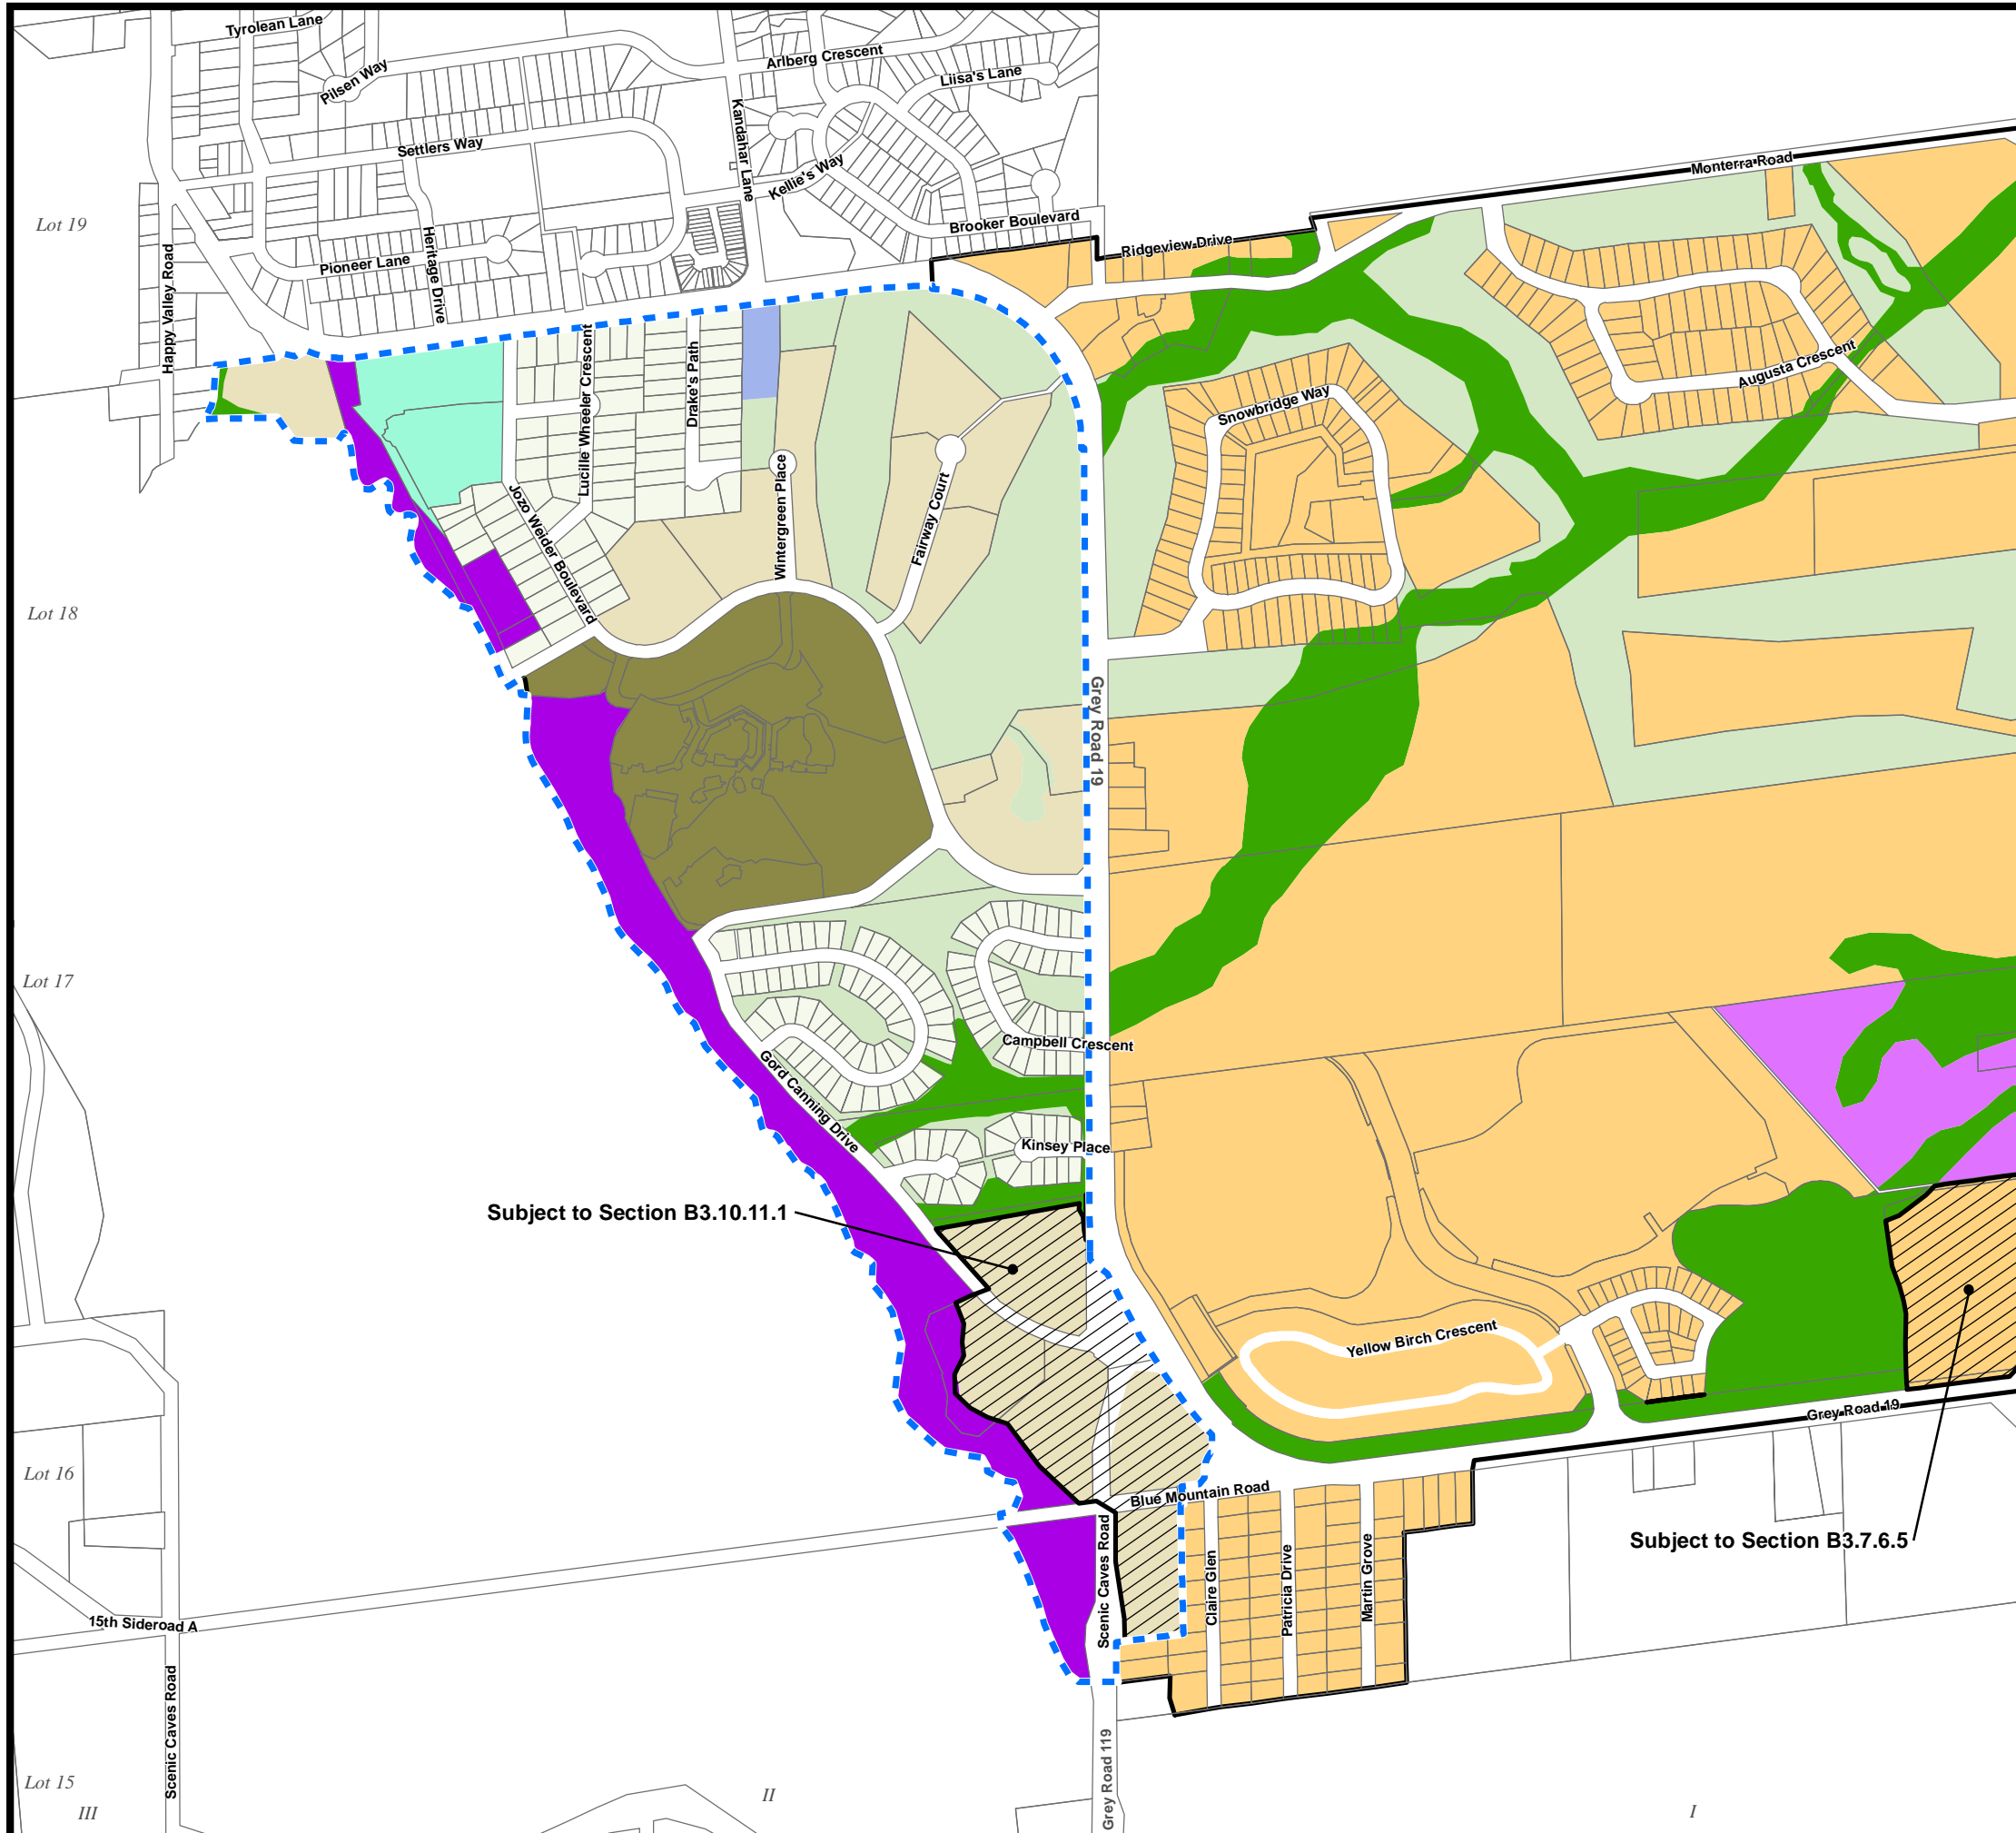 Tyrolean Lane
Pilsen Way
Arlberg Crescent
Liisa's Lane
Settlers Way
Kandahar Lane
Kellie's Way
Monterra Road
Lot 19
Brooker Boulevard
Ridgeview Drive
Pioneer Lane
Heritage Drive
Happy Valley Road
Lucille Wheeler Crescent
Drake's Path
Augusta Crescent
Snowbridge Way
Jozo Weider Boulevard
Wintergreen Place
Fairway Court
Lot 18
Grey Road 19
Lot 17
Campbell Crescent
Gord Canning Drive
Kinsey Place
Subject to Section B3.10.11.1
Yellow Birch Crescent
Grey Road 19
Lot 16
Blue Mountain Road
Subject to Section B3.7.6.5
Scenic Caves Road
Claire Glen
Patricia Drive
Martin Grove
15th Sideroad A
Scenic Caves Road
Grey Road 119
Lot 15
III
II
I